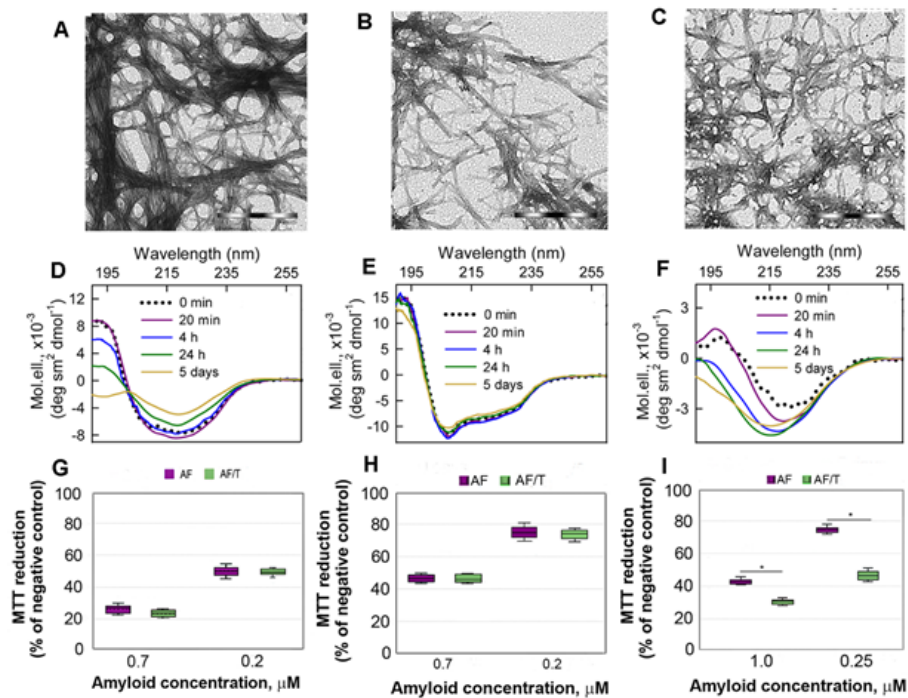 A
B
C
Wavelength (nm)
195 215 235 255
D
Mol.ell., x10⁻³
(deg sm² dmol⁻¹)
8
4
0
-4
-8
0 min
20 min
4 h
24 h
5 days
Wavelength (nm)
195 215 235 255
E
Mol.ell., x10⁻³
(deg sm² dmol⁻¹)
15
10
5
0
-5
-10
0 min
20 min
4 h
24 h
5 days
Wavelength (nm)
195 215 235 255
F
Mol.ell., x10⁻³
(deg sm² dmol⁻¹)
3
0
-3
0 min
20 min
4 h
24 h
5 days
G
AF AF/T
MTT reduction
(% of negative control)
100
80
60
40
20
0
0.7 0.2
Amyloid concentration, μM
H
AF AF/T
MTT reduction
(% of negative control)
100
80
60
40
20
0
0.7 0.2
Amyloid concentration, μM
I
AF AF/T
MTT reduction
(% of negative control)
100
80
60
40
20
0
*
*
1.0 0.25
Amyloid concentration, μM